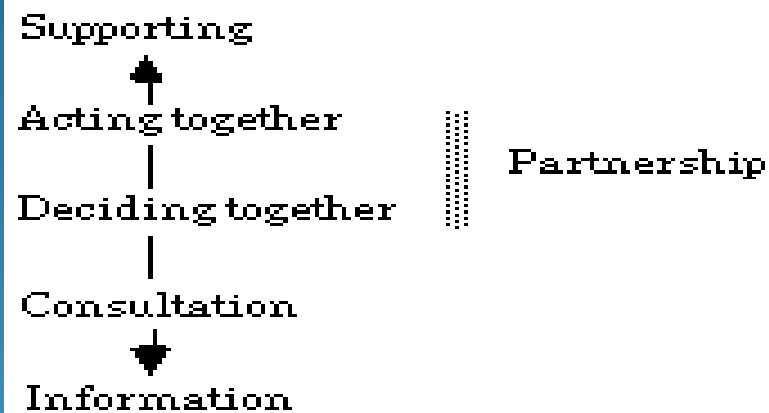 Supporting
Acting together
Partnership
Deciding together
Consultation
Information